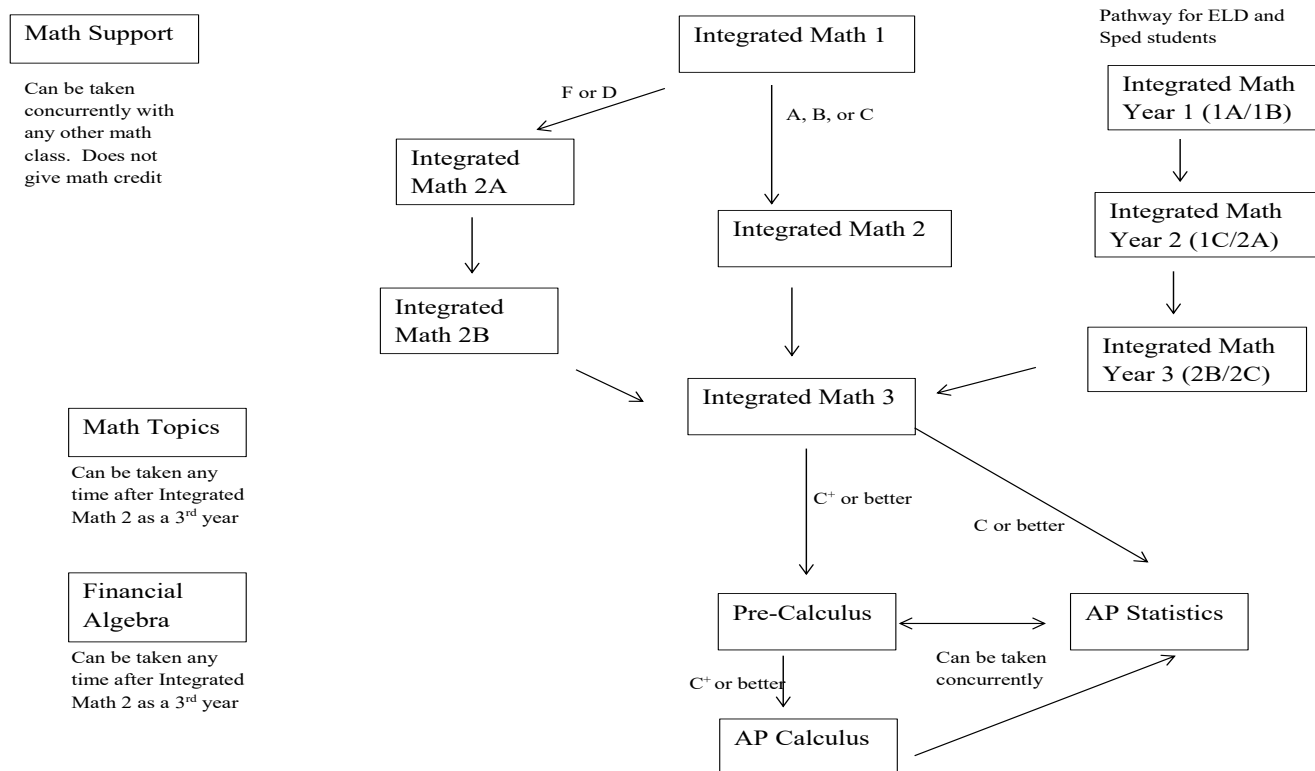 Math Support
Can be taken
concurrently with
any other math
class.  Does not
give math credit
Integrated Math 1
F or D
A, B, or C
Integrated
Math 2A
Integrated Math 2
Integrated
Math 2B
Pathway for ELD and
Sped students
Integrated Math
Year 1 (1A/1B)
Integrated Math
Year 2 (1C/2A)
Integrated Math
Year 3 (2B/2C)
Integrated Math 3
Math Topics
Can be taken any
time after Integrated
Math 2 as a 3rd year
C+ or better
C or better
Financial
Algebra
Can be taken any
time after Integrated
Math 2 as a 3rd year
Pre-Calculus
AP Statistics
Can be taken
concurrently
C+ or better
AP Calculus